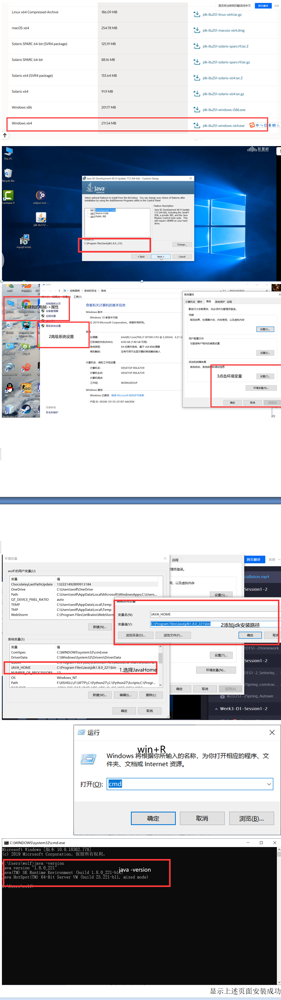 是否将当前网页翻译成中文 网页翻译 关闭
Linux x64 Compressed Archive 186.09 MB jdk-8u251-linux-x64.tar.gz
macOS x64 254.78 MB jdk-8u251-macosx-x64.dmg
Solaris SPARC 64-bit (SVR4 package) 125.19 MB jdk-8u251-solaris-sparcv9.tar.Z
Solaris SPARC 64-bit 88.16 MB jdk-8u251-solaris-sparcv9.tar.gz
Solaris x64 (SVR4 package) 133.64 MB jdk-8u251-solaris-x64.tar.Z
Solaris x64 91.9 MB jdk-8u251-solaris-x64.tar.gz
Windows x86 201.17 MB jdk-8u251-windows-i586.exe
Windows x64 211.54 MB jdk-8u251-windows-x64.exe
中
智慧树
This PC
Recycle Bin
Camtasia 9
eclipse-inst-...
jdk-8u172-...
mysql-instal...
Java SE Development Kit 8 Update 172 (64-bit) - Custom Setup
Java
ORACLE
Select optional features to install from the list below. You can change your choice of features after
installation by using the Add/Remove Programs utility in the Control Panel
Development Tools
Source Code
Public JRE
Feature Description
Java SE Development Kit 8 Update
172 (64-bit), including the JavaFX
SDK, a private JRE, and the Java
Mission Control tools suite. This
will require 180MB on your hard
drive.
Install to:
C:\Program Files\Java\jdk1.8.0_172\
Change...
< Back Next > Cancel
wolf
控制面板 > 系统和安全 > 系统
工具(T)
1右键我的电脑->属性
Google Chro
me
控制面板主页
设备管理器
远程设置
高级系统设置
2高级系统设置
查看有关计算机的基本信息
Windows 版本
Windows 10 家庭中文版
© 2019 Microsoft Corporation。保留所有权利。
系统
处理器: Intel(R) Core(TM) i7-8750H CPU @ 2.20GHz 2.21 G
已安装的内存(RAM): 8.00 GB (7.80 GB 可用)
系统类型: 64 位操作系统，基于 x64 的处理器
笔和触控: 没有可用于此显示器的笔或触控输入
计算机名、域和工作组设置
计算机名: DESKTOP-R0LA7O9
计算机全名: DESKTOP-R0LA7O9
计算机描述:
工作组: WORKGROUP
Windows 激活
Windows 已激活 阅读 Microsoft 软件许可条款
产品 ID: 00342-35135-23187-AAOEM
另请参阅
安全和维护
JetBrains We
bStorm 20...
控制面板
Xftp 6
Autodesk 36
0
Xshell 6
腾讯QQ
CSGO
NetBeans ID
Steam
系统属性
计算机名 硬件 高级 系统保护 远程
要进行大多数更改，你必须作为管理员登录。
性能
视觉效果，处理器计划，内存使用，以及虚拟内存
设置(S)...
用户配置文件
与登录帐户相关的桌面设置
设置(E)...
启动和故障恢复
系统启动、系统故障和调试信息
3点击环境变量
设置(T)...
环境变量(N)...
确定 取消 应用(A)
环境变量
wolf 的用户变量(U)
变量 值
ChocolateyLastPathUpdate 132221492899913184
OneDrive C:\Users\wolf\OneDrive
Path C:\Users\wolf\AppData\Local\Microsoft\WindowsApps;C:\Users...
QT_DEVICE_PIXEL_RATIO auto
TEMP C:\Users\wolf\AppData\Local\Temp
TMP C:\Users\wolf\AppData\Local\Temp
WebStorm C:\Program Files\JetBrains\WebStorm
新建(N)...
远程
理员登录。
用，以及虚拟内存
设置(S)...
网页翻译 关闭
stallation.mp4
Session1-2
编辑系统变量
变量名(N): JAVA_HOME
变量值(V): C:\Program Files\Java\jdk1.8.0_221\bin
2添加jdk安装路径
浏览目录(D)... 浏览文件(F)... 确定 取消
系统变量(S)
变量 值
ComSpec C:\WINDOWS\system32\cmd.exe
DriverData C:\Windows\System32\Drivers\DriverData
JAVA_HOME C:\Program Files\Java\jdk1.8.0_221\bin
1.选择JavaHome
NUMBER_OF_PROCESSORS 12
OS Windows_NT
Path F:\XSHELL\;F:\XFTP\;C:\Python27\;C:\Python27\Scripts;C:\Progr...
新建(W)... 编辑(I)... 删除(L)
确定 取消
设置(T)...
环境变量(N)...
确定 取消 应用(A)
2D1S1-2Homework
Session1-2
D1S1-2_SetterInj...
2Spring_construc...
W2D2S1-2Spring_Autowir...
Week3-D1-Session1-2
运行
win+R
Windows 将根据你所输入的名称，为你打开相应的程序、文
件夹、文档或 Internet 资源。
打开(O): cmd
确定 取消 浏览(B)...
C:\WINDOWS\system32\cmd.exe
Microsoft Windows [版本 10.0.18362.778]
(c) 2019 Microsoft Corporation。保留所有权利。
C:\Users\wolf>java -version
java version "1.8.0_221"
java -version
Java(TM) SE Runtime Environment (build 1.8.0_221-b11)
Java HotSpot(TM) 64-Bit Server VM (build 25.221-b11, mixed mode)
C:\Users\wolf>
显示上述页面安装成功